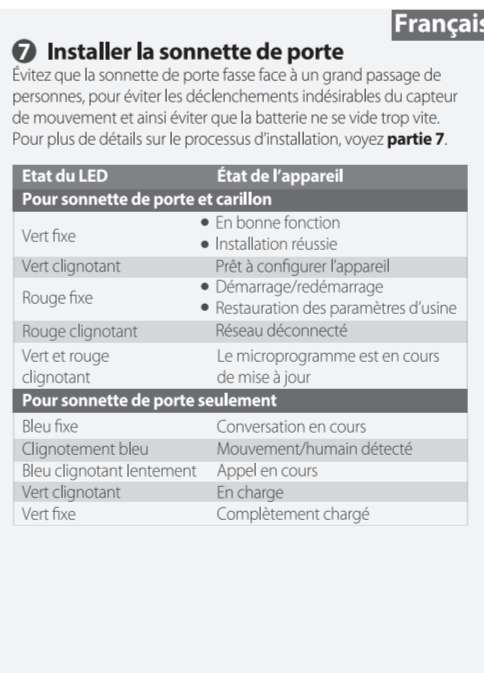 Français
7 Installer la sonnette de porte
Évitez que la sonnette de porte fasse face à un grand passage de
personnes, pour éviter les déclenchements indésirables du capteur
de mouvement et ainsi éviter que la batterie ne se vide trop vite.
Pour plus de détails sur le processus d'installation, voyez partie 7.
Etat du LED État de l'appareil
Pour sonnette de porte et carillon
Vert fixe
• En bonne fonction
• Installation réussie
Vert clignotant Prêt à configurer l'appareil
Rouge fixe
• Démarrage/redémarrage
• Restauration des paramètres d'usine
Rouge clignotant Réseau déconnecté
Vert et rouge Le microprogramme est en cours
clignotant de mise à jour
Pour sonnette de porte seulement
Bleu fixe Conversation en cours
Clignotement bleu Mouvement/humain détecté
Bleu clignotant lentement Appel en cours
Vert clignotant En charge
Vert fixe Complètement chargé